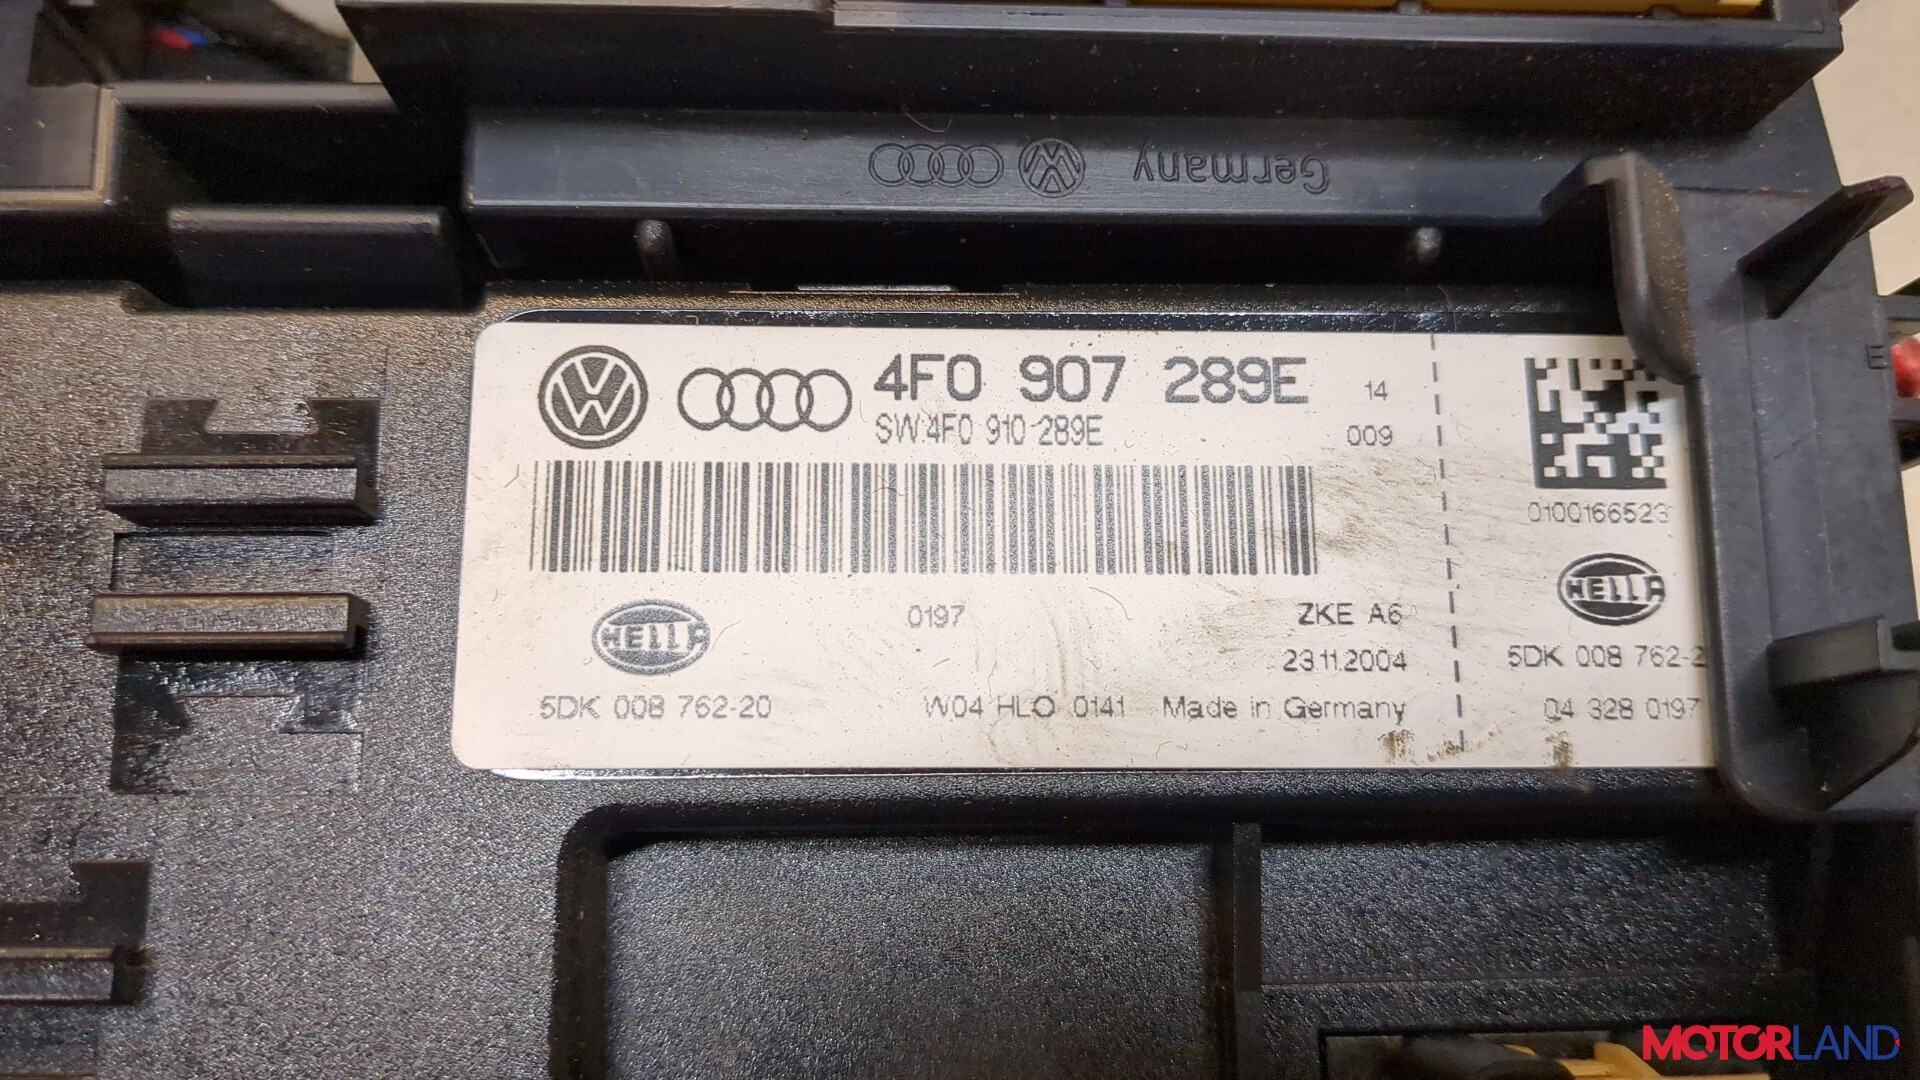 Germany
4F0 907 289E 14
SW:4F0 910 289E 009
0100166523
HELLA 0197 ZKE A6
HELLA
23.11.2004
5DK 008 762-20 W04 HLO 0141 Made in Germany
5DK 008 762-2
04 328 0197
E
MOTORLAND